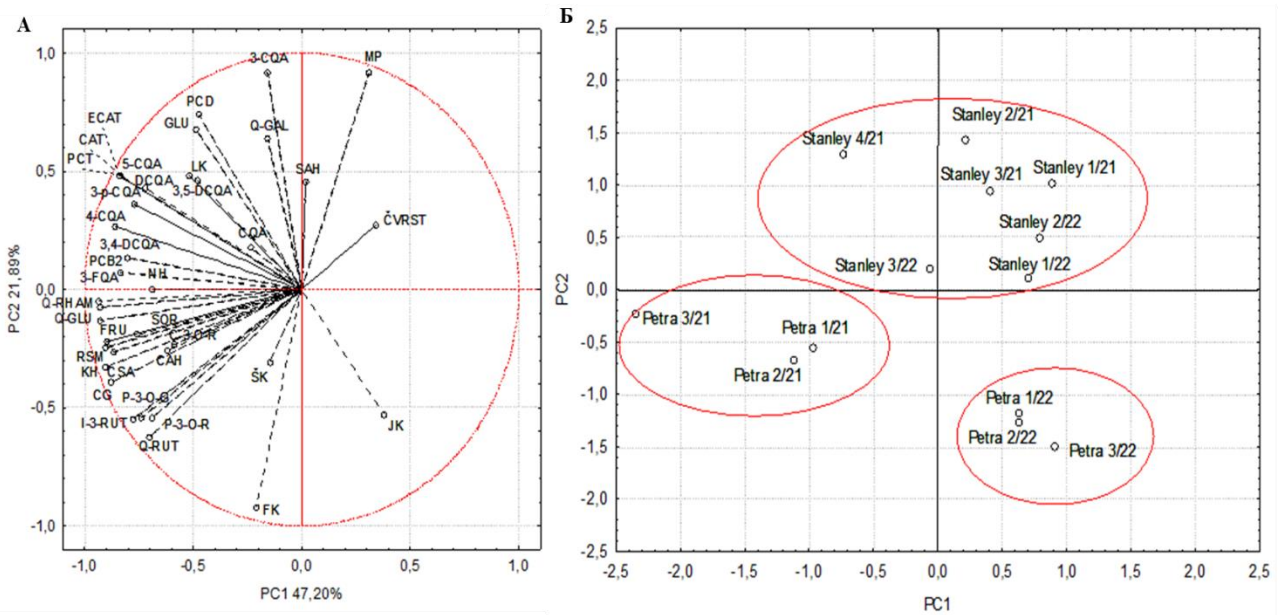 А
Б
1,0
0,5
0,0
-0,5
-1,0
PC2 21,89%
-1,0
-0,5
0,0
0,5
1,0
PC1 47,20%
3-CQA
MP
PCD
ECAT
GLU
CAT
Q-GAL
PCT
5-CQA
LK
SAH
DCQA
3,5-DCQA
3-p-CQA
4-CQA
ČVRST
CQA
3,4-DCQA
PCB2
3-FQA
NH
Q-RHAM
Q-GLU
SOR
FRU
C-3-O-R
RSM
CAH
KH
CSA
ŠK
CG
P-3-O-G
I-3-RUT
P-3-O-R
Q-RUT
JK
FK
2,5
2,0
1,5
1,0
0,5
0,0
-0,5
-1,0
-1,5
-2,0
-2,5
PC2
-2,5
-2,0
-1,5
-1,0
-0,5
0,0
0,5
1,0
1,5
2,0
2,5
PC1
Stanley 2/21
Stanley 4/21
Stanley 3/21
Stanley 1/21
Stanley 2/22
Stanley 3/22
Stanley 1/22
Petra 3/21
Petra 1/21
Petra 2/21
Petra 1/22
Petra 2/22
Petra 3/22